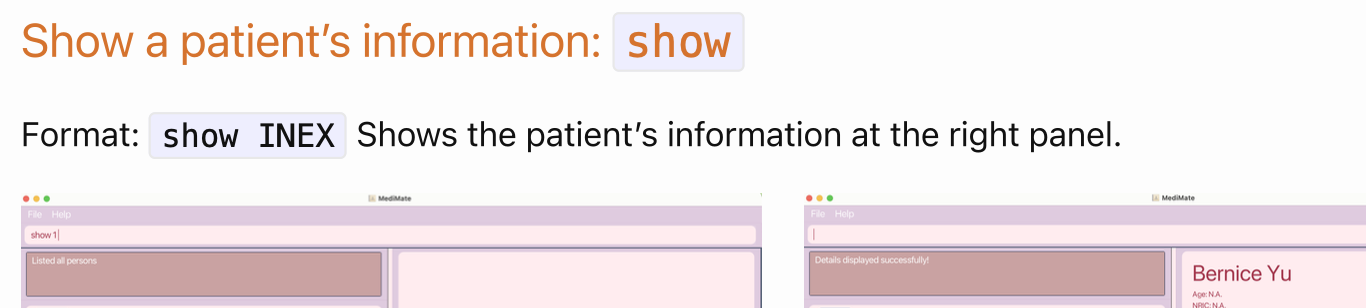 Show a patient’s information: show
Format: show INEX Shows the patient’s information at the right panel.
MediMate
File Help
show 1
Listed all persons
MediMate
File Help
Details displayed successfully!
Bernice Yu
Age: N.A.
NRIC: N.A.